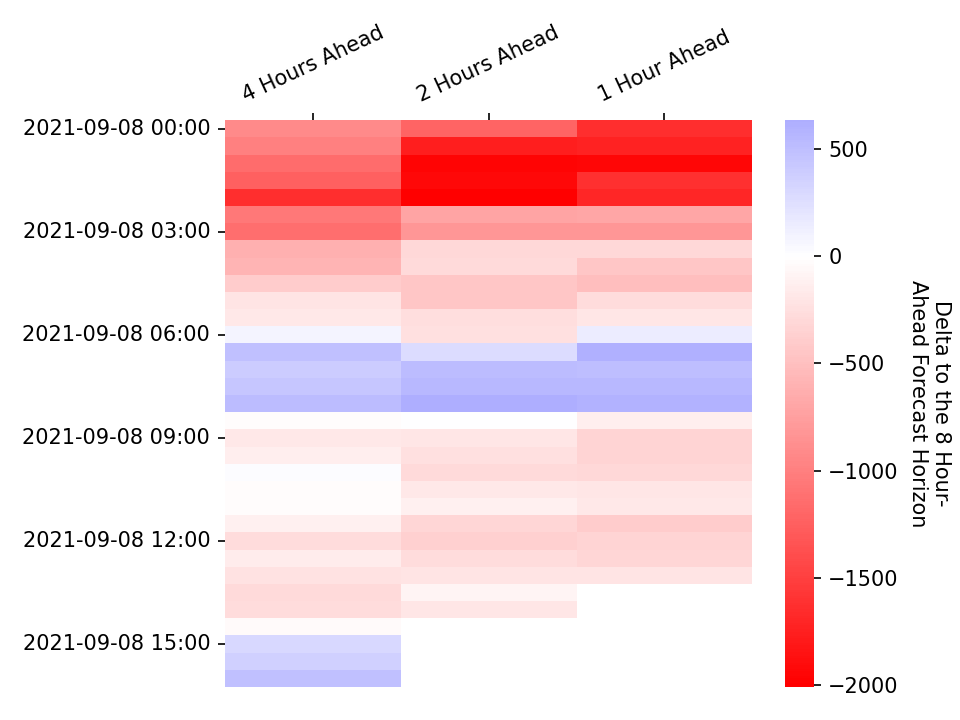 4 Hours Ahead
2 Hours Ahead
1 Hour Ahead
2021-09-08 00:00
2021-09-08 03:00
2021-09-08 06:00
2021-09-08 09:00
2021-09-08 12:00
2021-09-08 15:00
500
0
−500
−1000
−1500
−2000
Delta to the 8 Hour-
Ahead Forecast Horizon